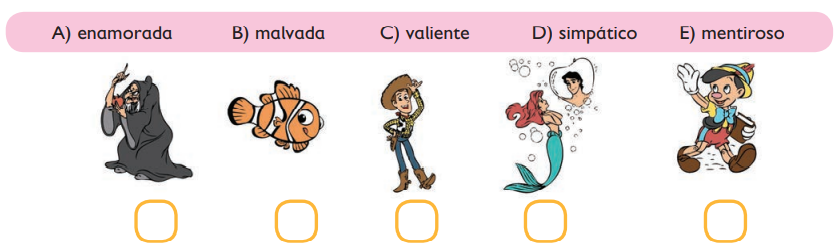 A) enamorada B) malvada C) valiente D) simpático E) mentiroso